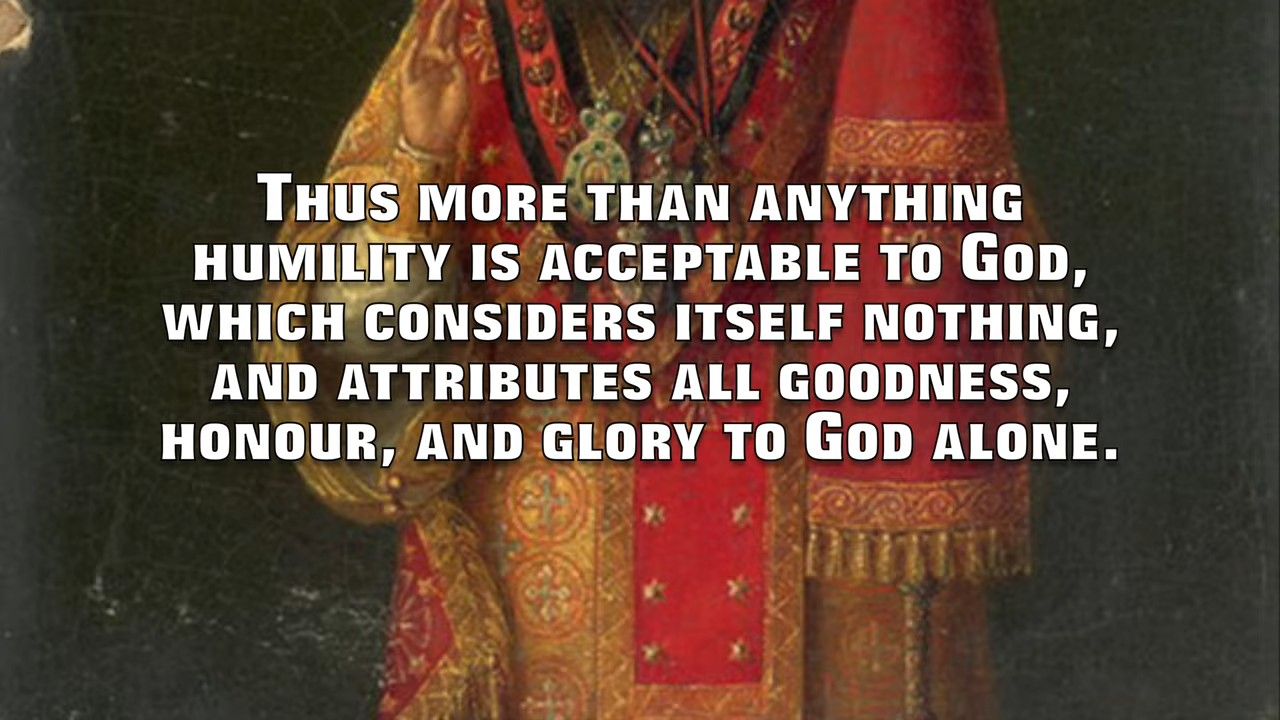 Thus more than anything
humility is acceptable to God,
which considers itself nothing,
and attributes all goodness,
honour, and glory to God alone.